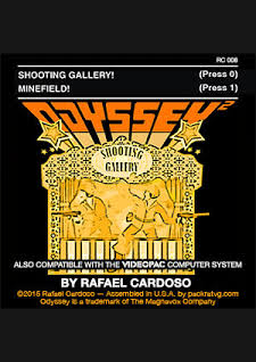 RC 008
SHOOTING GALLERY! (Press 0)
MINEFIELD! (Press 1)
ODYSSEY²
SHOOTING
GALLERY
ALSO COMPATIBLE WITH THE VIDEOPAC COMPUTER SYSTEM
BY RAFAEL CARDOSO
©2015 Rafael Cardoso — Assembled in U.S.A. by packratvg.com
Odyssey is a trademark of The Magnavox Company